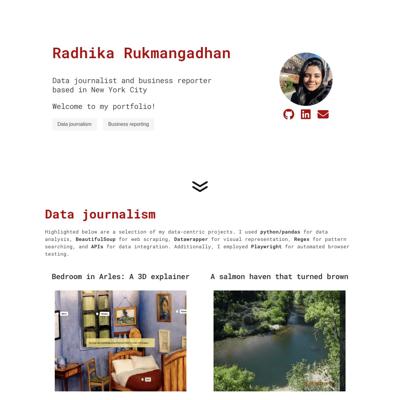 Radhika Rukmangadhan
Data journalist and business reporter
based in New York City
Welcome to my portfolio!
Data journalism
Business reporting
Data journalism
Highlighted below are a selection of my data-centric projects. I used python/pandas for data
analysis, BeautifulSoup for web scraping, Datawrapper for visual representation, Regex for pattern
searching, and APIs for data integration. Additionally, I employed Playwright for automated browser
testing.
Bedroom in Arles: A 3D explainer
A salmon haven that turned brown